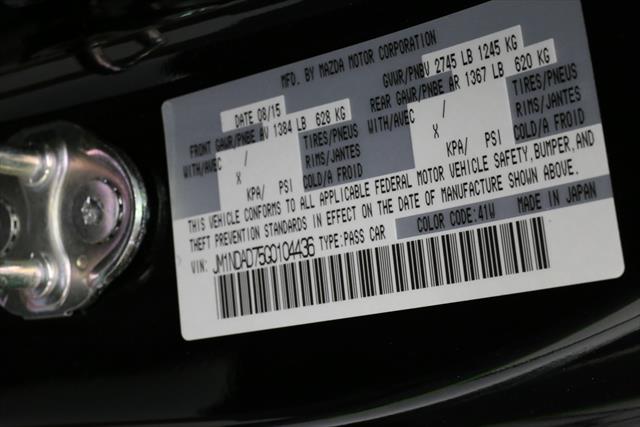 MFD. BY MAZDA MOTOR CORPORATION
DATE 08/15 GVWR/PNBV 2745 LB 1245 KG
FRONT GAWR/PNBE AV 1384 LB 628 KG REAR GAWR/PNBE AR 1367 LB 620 KG
WITH/AVEC TIRES/PNEUS WITH/AVEC TIRES/PNEUS
X RIMS/JANTES X RIMS/JANTES
KPA/ PSI COLD/A FROID KPA/ PSI COLD/A FROID
THIS VEHICLE CONFORMS TO ALL APPLICABLE FEDERAL MOTOR VEHICLE SAFETY, BUMPER, AND
THEFT PREVENTION STANDARDS IN EFFECT ON THE DATE OF MANUFACTURE SHOWN ABOVE.
VIN: JM1NDAD75G0104436 TYPE: PASS CAR COLOR CODE: 41W MADE IN JAPAN